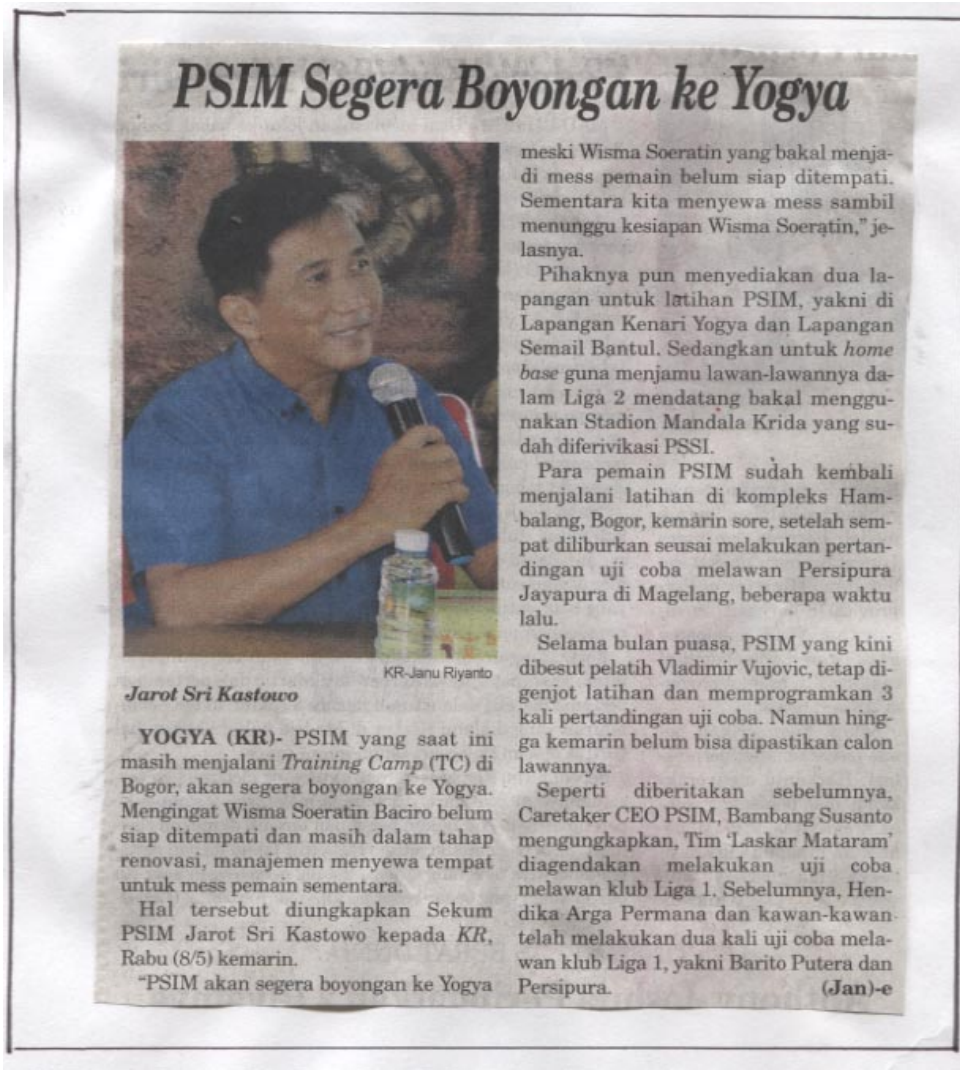 PSIM Segera Boyongan ke Yogya
KR-Janu Riyanto
Jarot Sri Kastowo
YOGYA (KR)- PSIM yang saat ini
masih menjalani Training Camp (TC) di
Bogor, akan segera boyongan ke Yogya.
Mengingat Wisma Soeratin Baciro belum
siap ditempati dan masih dalam tahap
renovasi, manajemen menyewa tempat
untuk mess pemain sementara.
Hal tersebut diungkapkan Sekum
PSIM Jarot Sri Kastowo kepada KR,
Rabu (8/5) kemarin.
"PSIM akan segera boyongan ke Yogya
meski Wisma Soeratin yang bakal menja-
di mess pemain belum siap ditempati.
Sementara kita menyewa mess sambil
menunggu kesiapan Wisma Soeratin," je-
lasnya.
Pihaknya pun menyediakan dua la-
pangan untuk latihan PSIM, yakni di
Lapangan Kenari Yogya dan Lapangan
Semail Bantul. Sedangkan untuk home
base guna menjamu lawan-lawannya da-
lam Liga 2 mendatang bakal menggu-
nakan Stadion Mandala Krida yang su-
dah diferivikasi PSSI.
Para pemain PSIM sudah kembali
menjalani latihan di kompleks Ham-
balang, Bogor, kemarin sore, setelah sem-
pat diliburkan seusai melakukan pertan-
dingan uji coba melawan Persipura
Jayapura di Magelang, beberapa waktu
lalu.
Selama bulan puasa, PSIM yang kini
dibesut pelatih Vladimir Vujovic, tetap di-
genjot latihan dan memprogramkan 3
kali pertandingan uji coba. Namun hing-
ga kemarin belum bisa dipastikan calon
lawannya.
Seperti diberitakan sebelumnya,
Caretaker CEO PSIM, Bambang Susanto
mengungkapkan, Tim 'Laskar Mataram'
diagendakan melakukan uji coba
melawan klub Liga 1. Sebelumnya, Hen-
dika Arga Permana dan kawan-kawan
telah melakukan dua kali uji coba mela-
wan klub Liga 1, yakni Barito Putera dan
Persipura. (Jan)-e